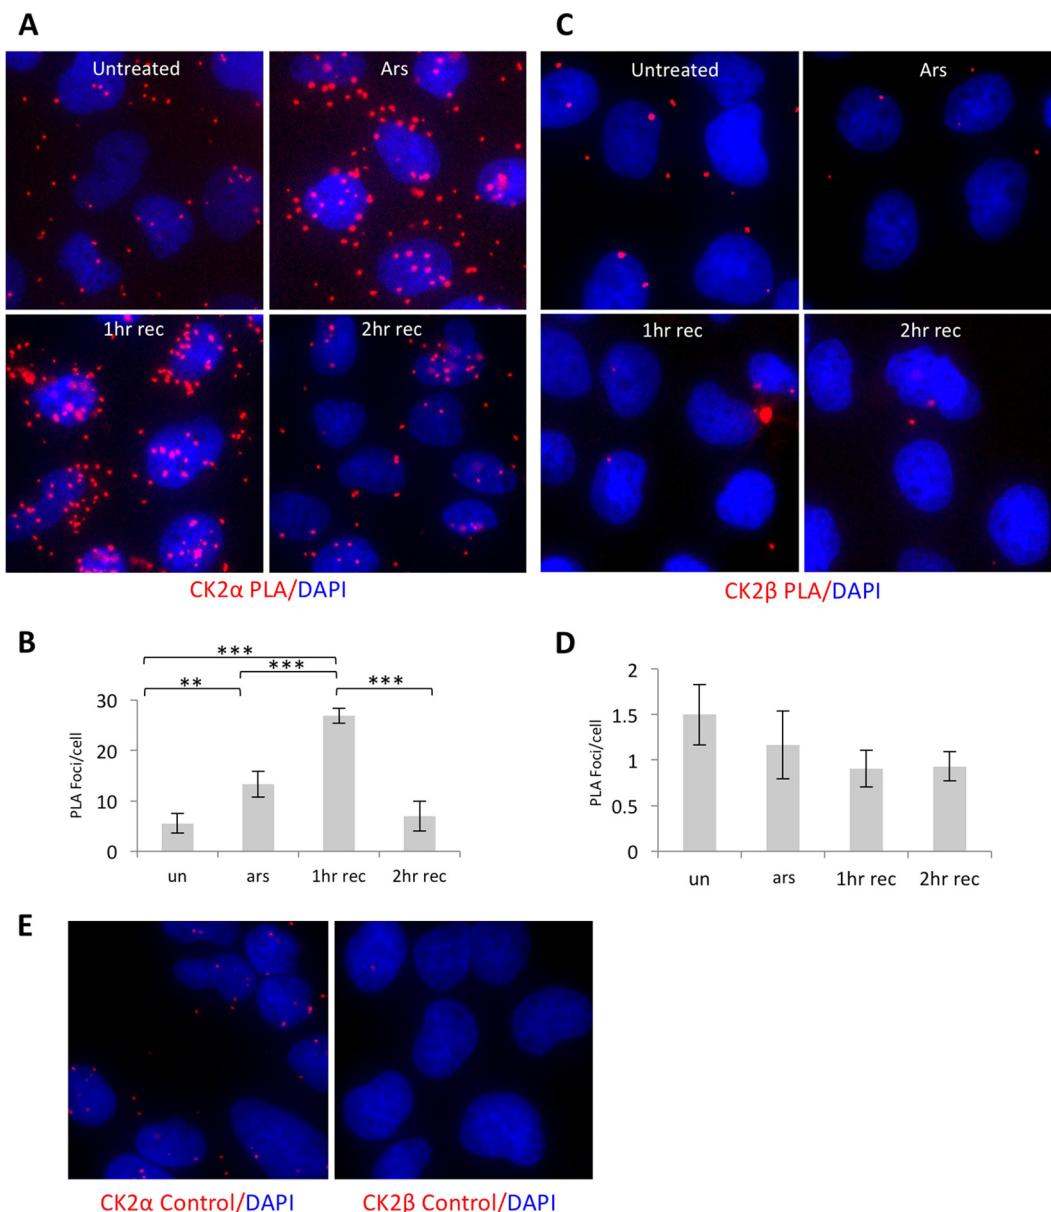 A
C
Untreated
Ars
Untreated
Ars
1hr rec
2hr rec
1hr rec
2hr rec
CK2α PLA/DAPI
CK2β PLA/DAPI
B
D
***
***
**
***
30
20
10
0
PLA Foci/cell
un
ars
1hr rec
2hr rec
2
1.5
1
0.5
0
PLA Foci/cell
un
ars
1hr rec
2hr rec
E
CK2α Control/DAPI
CK2β Control/DAPI